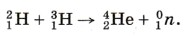 ²₁H + ³₁H → ⁴₂He + ¹₀n.